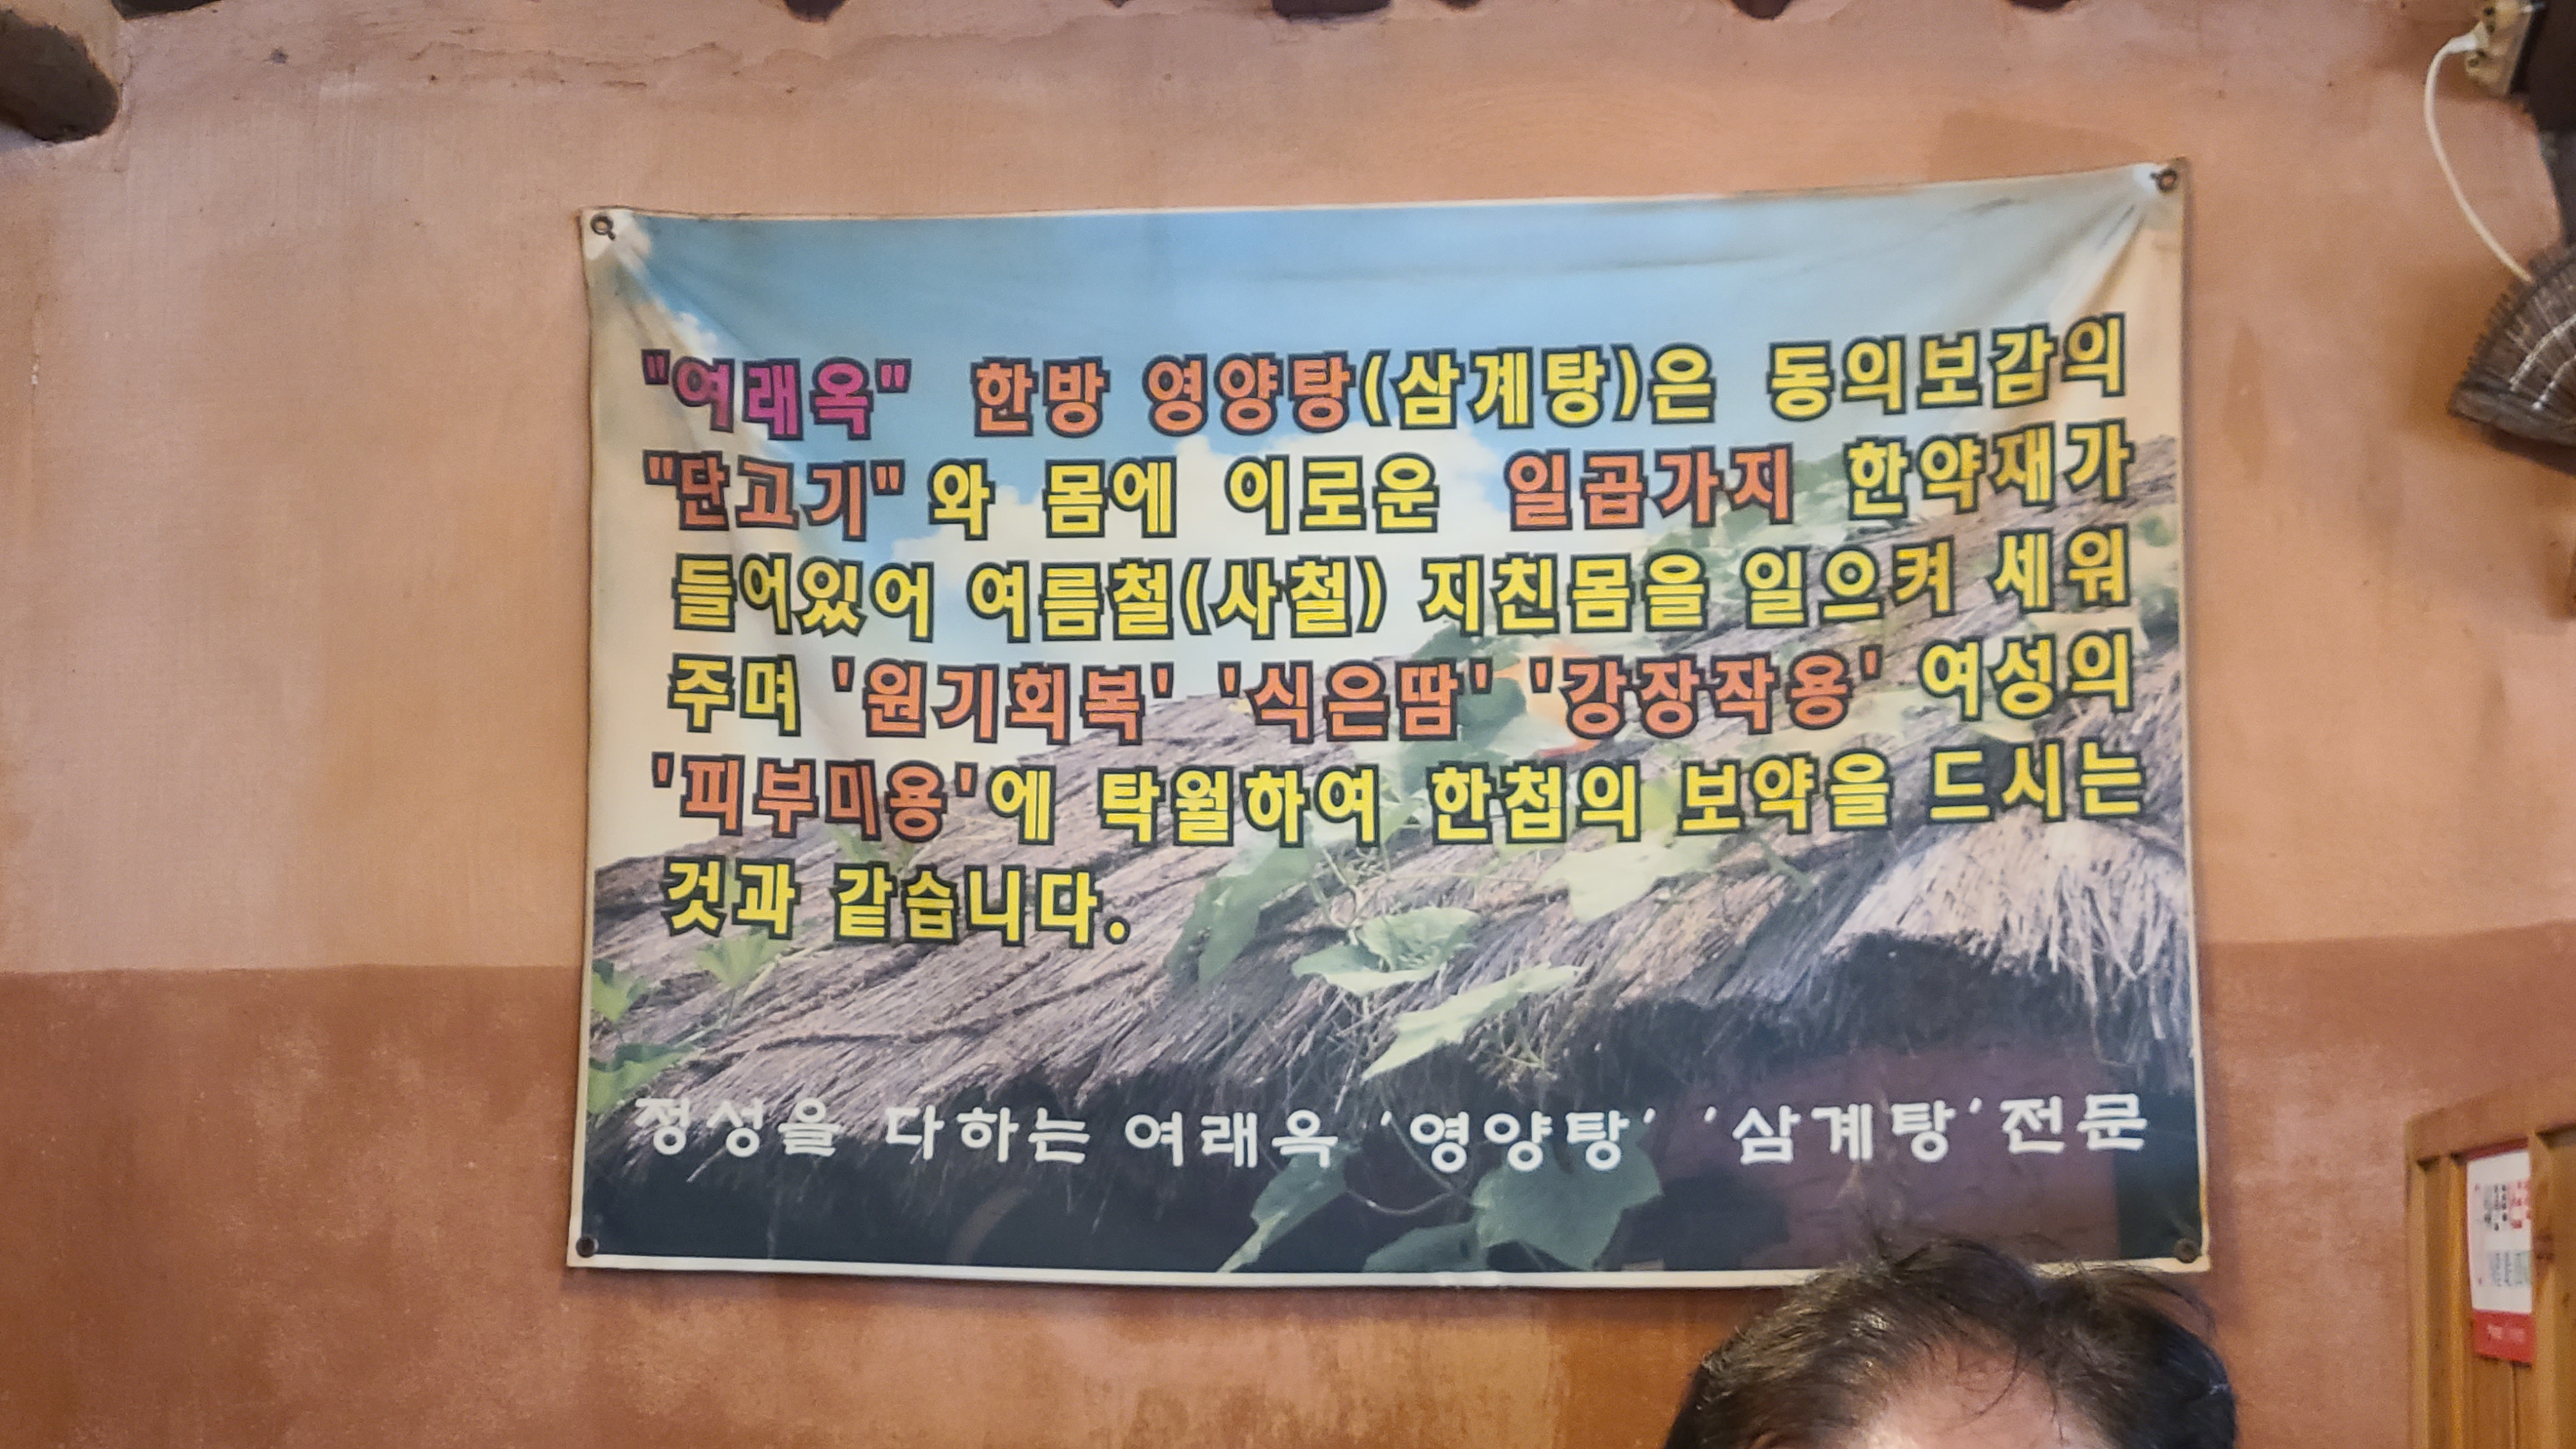 "여래옥" 한방 영양탕(삼계탕)은 동의보감의
"단고기" 와 몸에 이로운 일곱가지 한약재가
들어있어 여름철(사철) 지친몸을 일으켜 세워
주며 '원기회복' '식은땀' '강장작용' 여성의
'피부미용'에 탁월하여 한첩의 보약을 드시는
것과 같습니다.
정성을 다하는 여래옥 '영양탕' '삼계탕'전문